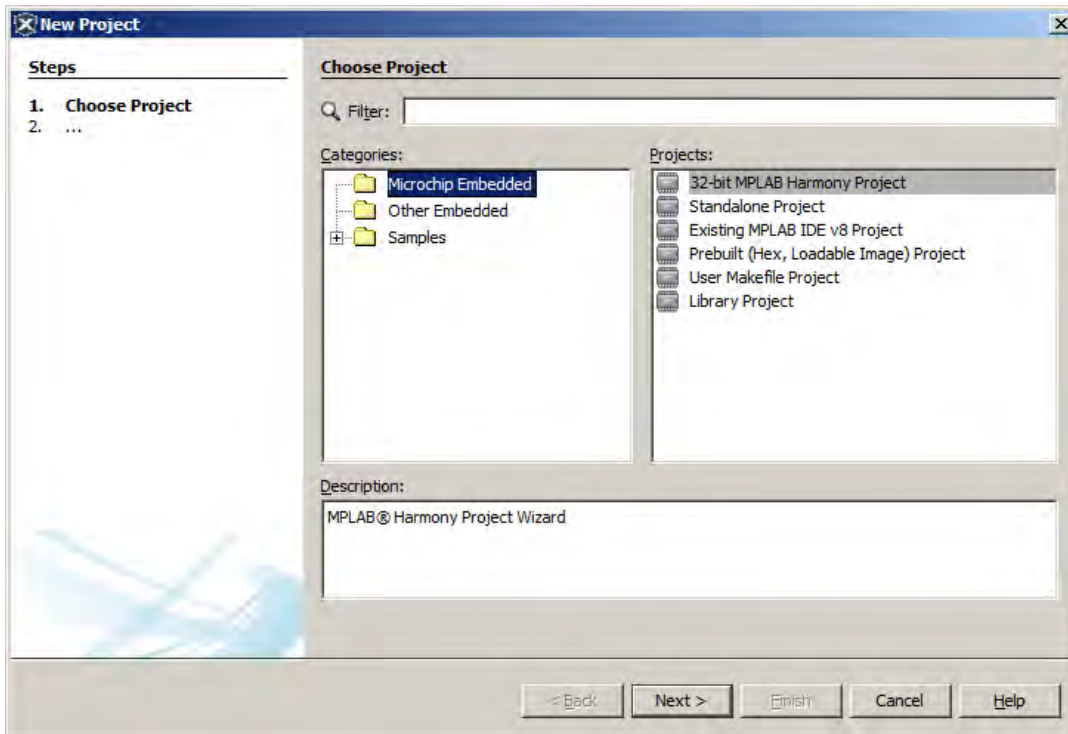 New Project
Steps
1. Choose Project
2. ...
Choose Project
Filter:
Categories:
Microchip Embedded
Other Embedded
Samples
Projects:
32-bit MPLAB Harmony Project
Standalone Project
Existing MPLAB IDE v8 Project
Prebuilt (Hex, Loadable Image) Project
User Makefile Project
Library Project
Description:
MPLAB® Harmony Project Wizard
< Back Next > Finish Cancel Help